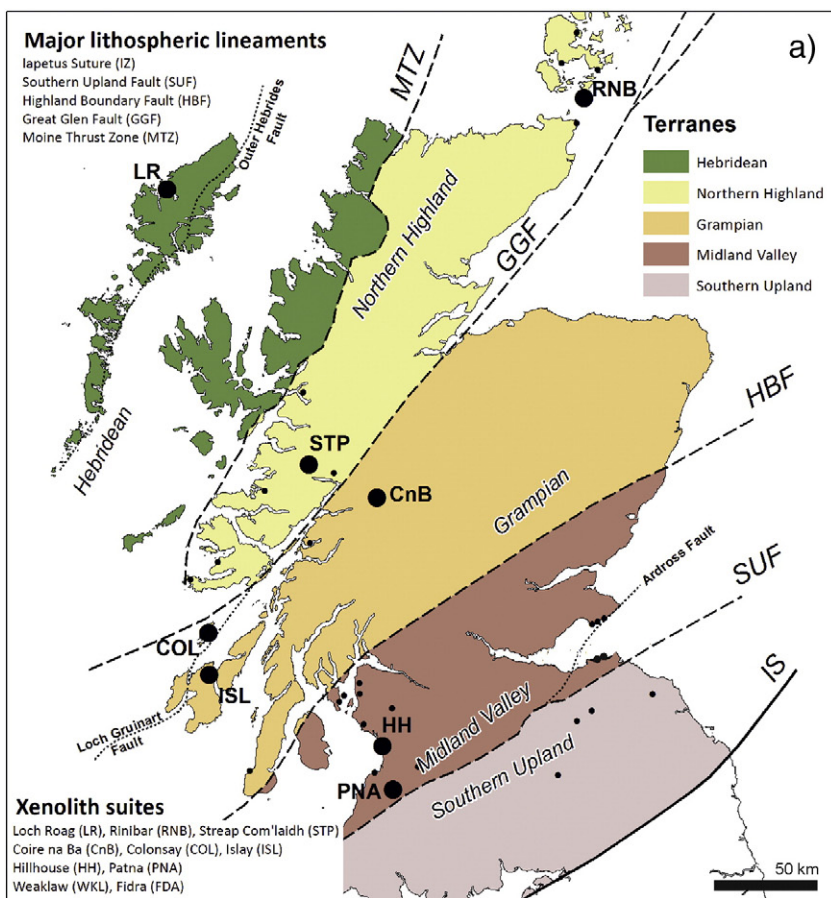 Major lithospheric lineaments
Iapetus Suture (IZ)
Southern Upland Fault (SUF)
Highland Boundary Fault (HBF)
Great Glen Fault (GGF)
Moine Thrust Zone (MTZ)
a)
MTZ
RNB
Outer Hebrides
Fault
LR
Terranes
Hebridean
Northern Highland
Grampian
Midland Valley
Southern Upland
Northern Highland
GGF
HBF
STP
CnB
Hebridean
Grampian
Ardross Fault
SUF
COL
ISL
IS
Loch Gruinart
Fault
HH
Midland Valley
PNA
Southern Upland
Xenolith suites
Loch Roag (LR), Rinibar (RNB), Streap Com'laidh (STP)
Coire na Ba (CnB), Colonsay (COL), Islay (ISL)
Hillhouse (HH), Patna (PNA)
Weaklaw (WKL), Fidra (FDA)
50 km